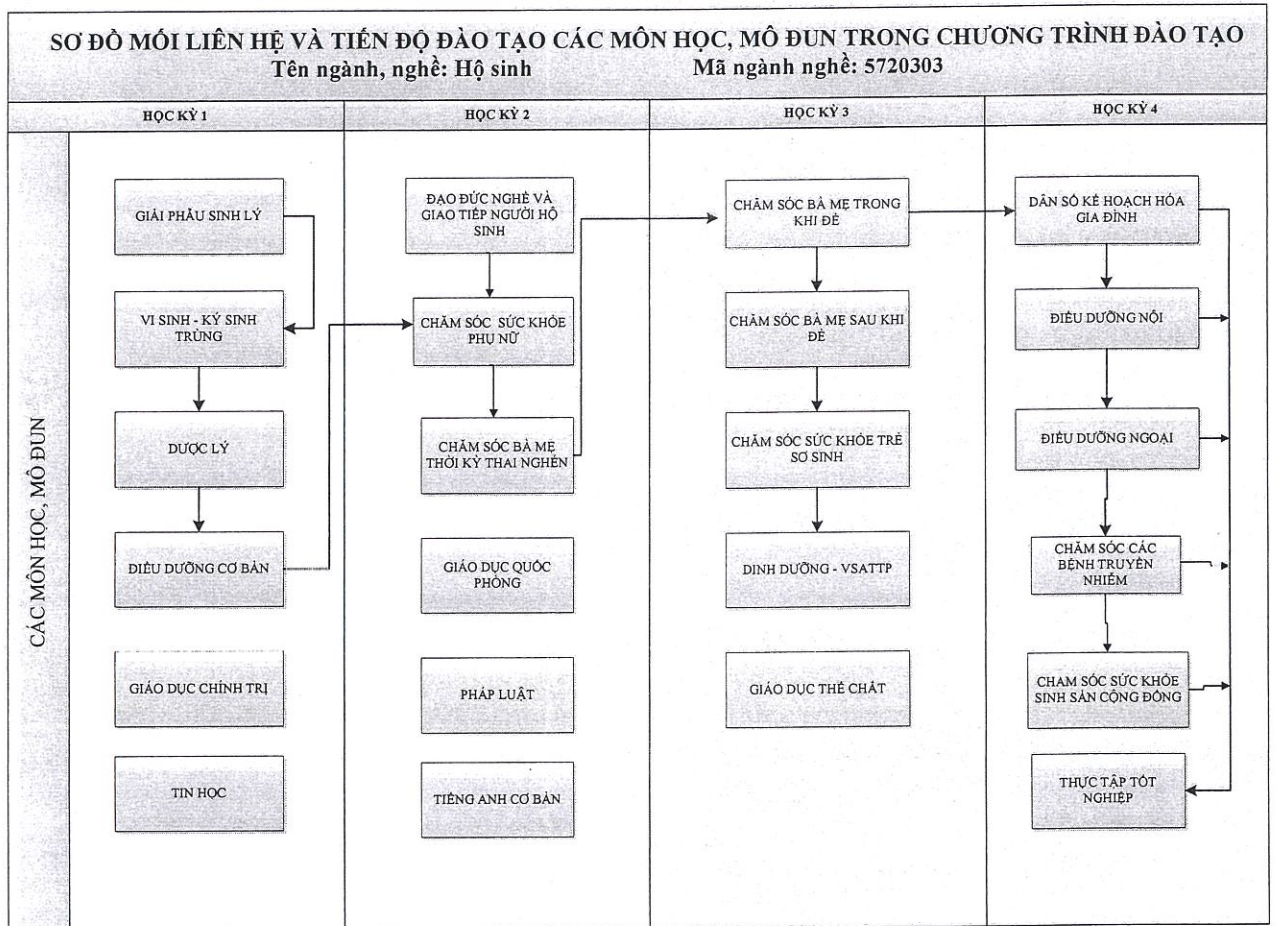 SƠ ĐỒ MỐI LIÊN HỆ VÀ TIẾN ĐỘ ĐÀO TẠO CÁC MÔN HỌC, MÔ ĐUN TRONG CHƯƠNG TRÌNH ĐÀO TẠO
Tên ngành, nghề: Hộ sinh Mã ngành nghề: 5720303
HỌC KỲ 1
HỌC KỲ 2
HỌC KỲ 3
HỌC KỲ 4
CÁC MÔN HỌC, MÔ ĐUN
GIẢI PHẪU SINH LÝ
VI SINH - KÝ SINH
TRÙNG
DƯỢC LÝ
ĐIỀU DƯỠNG CƠ BẢN
GIÁO DỤC CHÍNH TRỊ
TIN HỌC
ĐẠO ĐỨC NGHỀ VÀ
GIAO TIẾP NGƯỜI HỘ
SINH
CHĂM SÓC SỨC KHỎE
PHỤ NỮ
CHĂM SÓC BÀ MẸ
THỜI KỲ THAI NGHÉN
GIÁO DỤC QUỐC
PHÒNG
PHÁP LUẬT
TIẾNG ANH CƠ BẢN
CHĂM SÓC BÀ MẸ TRONG
KHI ĐẺ
CHĂM SÓC BÀ MẸ SAU KHI
ĐẺ
CHĂM SÓC SỨC KHỎE TRẺ
SƠ SINH
DINH DƯỠNG - VSATTP
GIÁO DỤC THỂ CHẤT
DÂN SỐ KẾ HOẠCH HÓA
GIA ĐÌNH
ĐIỀU DƯỠNG NỘI
ĐIỀU DƯỠNG NGOẠI
CHĂM SÓC CÁC
BỆNH TRUYỀN
NHIỄM
CHAM SÓC SỨC KHỎE
SINH SẢN CỘNG ĐỒNG
THỰC TẬP TỐT
NGHIỆP